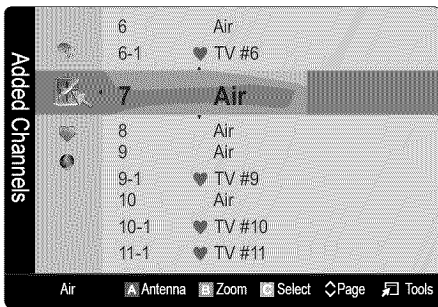 Added Channels
6 Air
6-1 ♥ TV #6
7 Air
8 Air
9 Air
9-1 ♥ TV #9
10 Air
10-1 ♥ TV #10
11-1 ♥ TV #11
Air A Antenna B Zoom C Select Page Tools